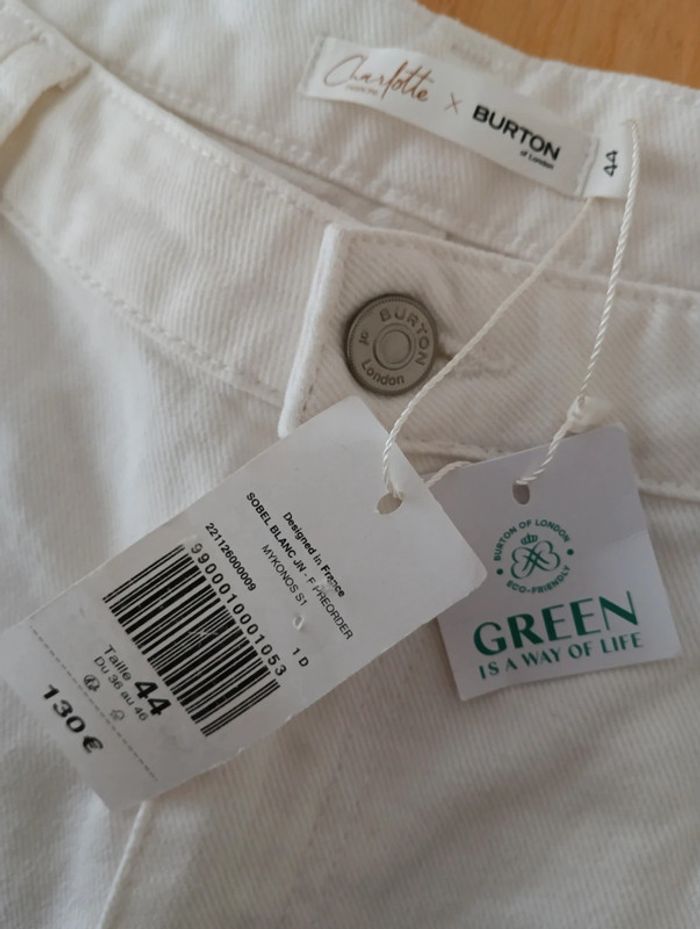 Charlotte
X BURTON
of London
44
BURTON
of
London
Designed in France
SOBEL BLANC JN - F PREORDER
MYKONOS S1
221126000009
1 D
9900010001053
Taille 44
Du 36 au 46
130€
BURTON OF LONDON
ECO-FRIENDLY
GREEN
IS A WAY OF LIFE